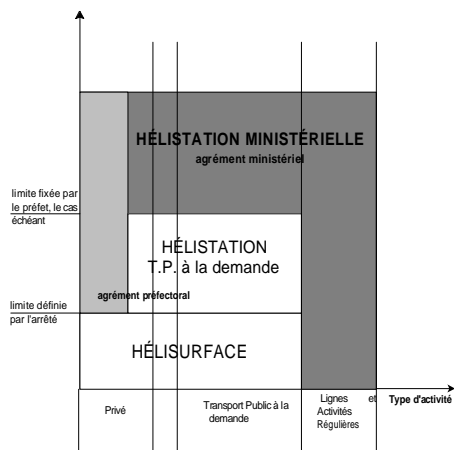 HÉLISTATION MINISTÉRIELLE
agrément ministériel
limite fixée par
le préfet, le cas
échéant
HÉLISTATION
T.P. à la demande
agrément préfectoral
limite définie
par l'arrêté
HÉLISURFACE
Privé
Transport Public à la
demande
Lignes et
Activités
Régulières
Type d'activité